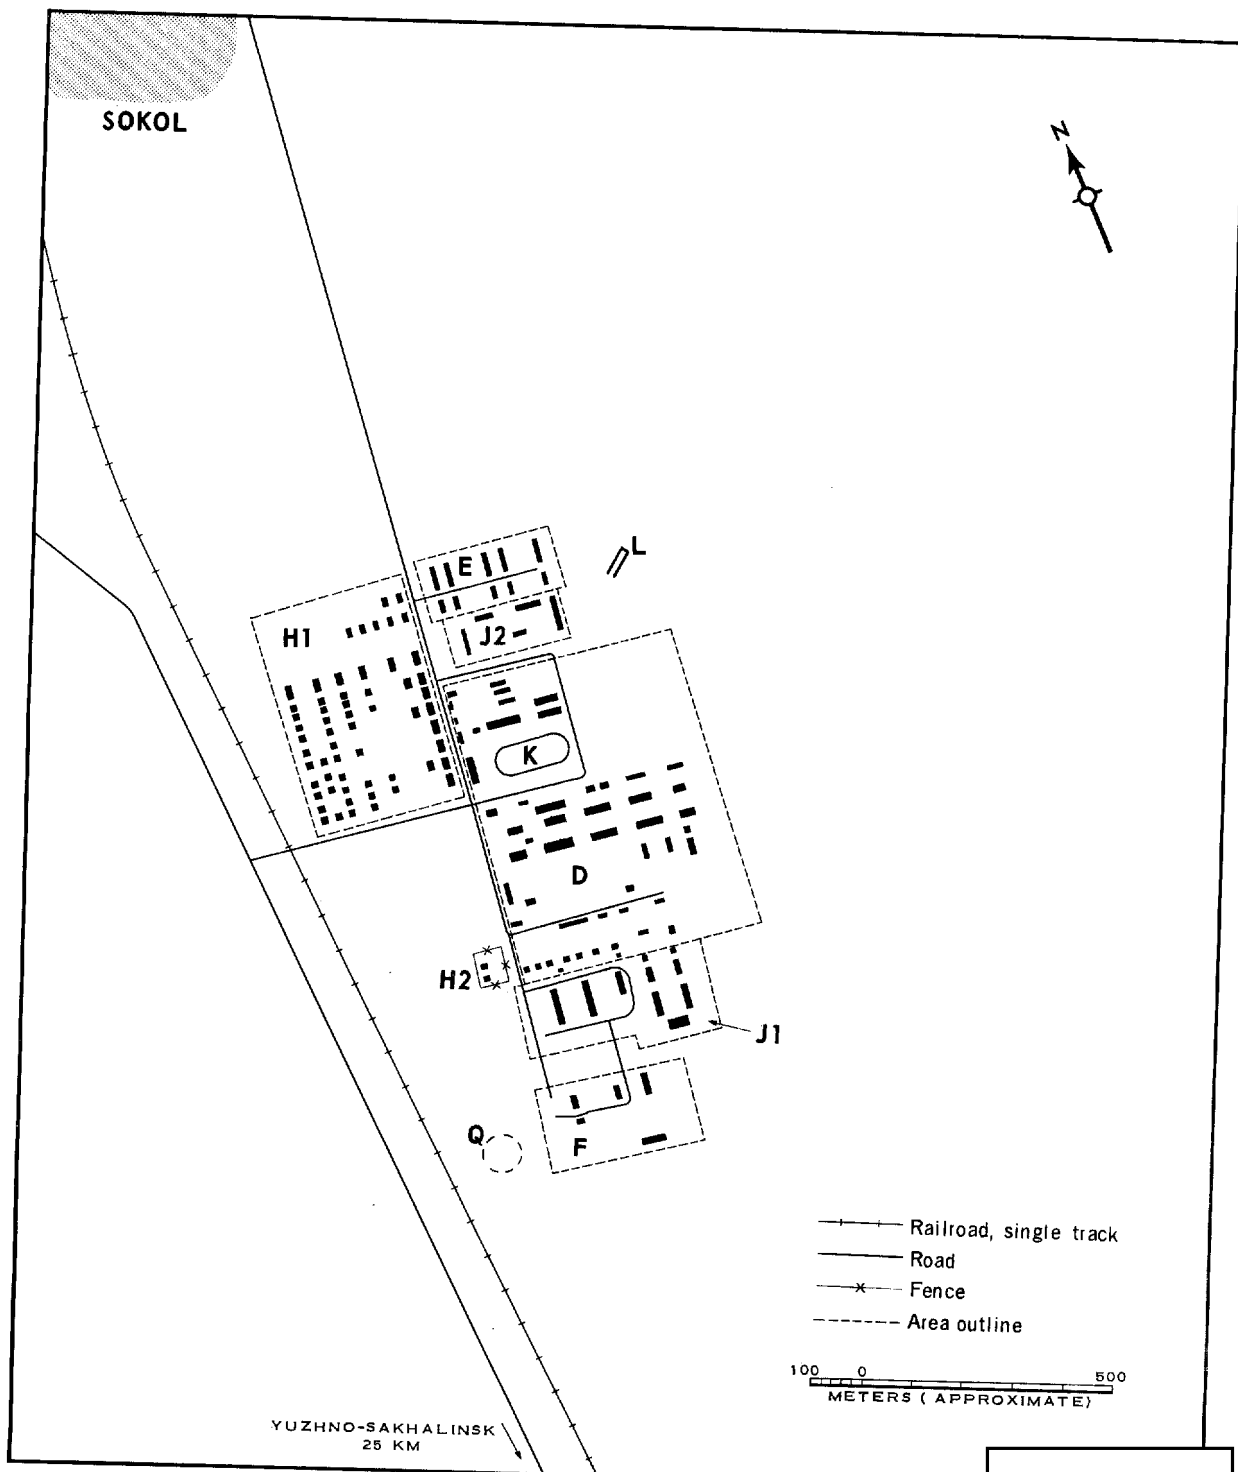 SOKOL
N
L
E
H1
J2
K
D
H2
J1
Q
F
Railroad, single track
Road
Fence
Area outline
100 0 500
METERS ( APPROXIMATE)
YUZHNO-SAKHALINSK
25 KM